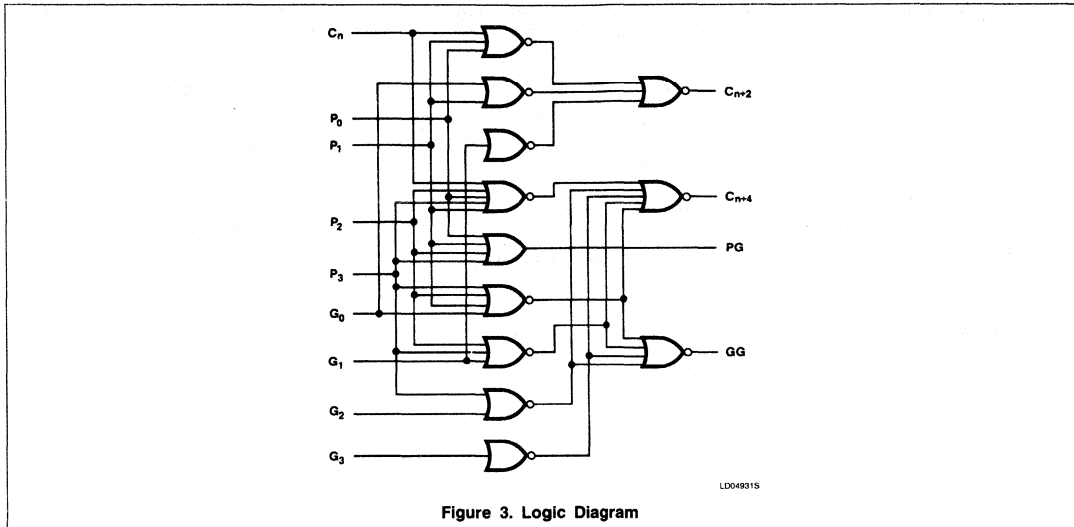 Cn
P0
P1
P2
P3
G0
G1
G2
G3
Cn+2
Cn+4
PG
GG
LD04931S
Figure 3. Logic Diagram